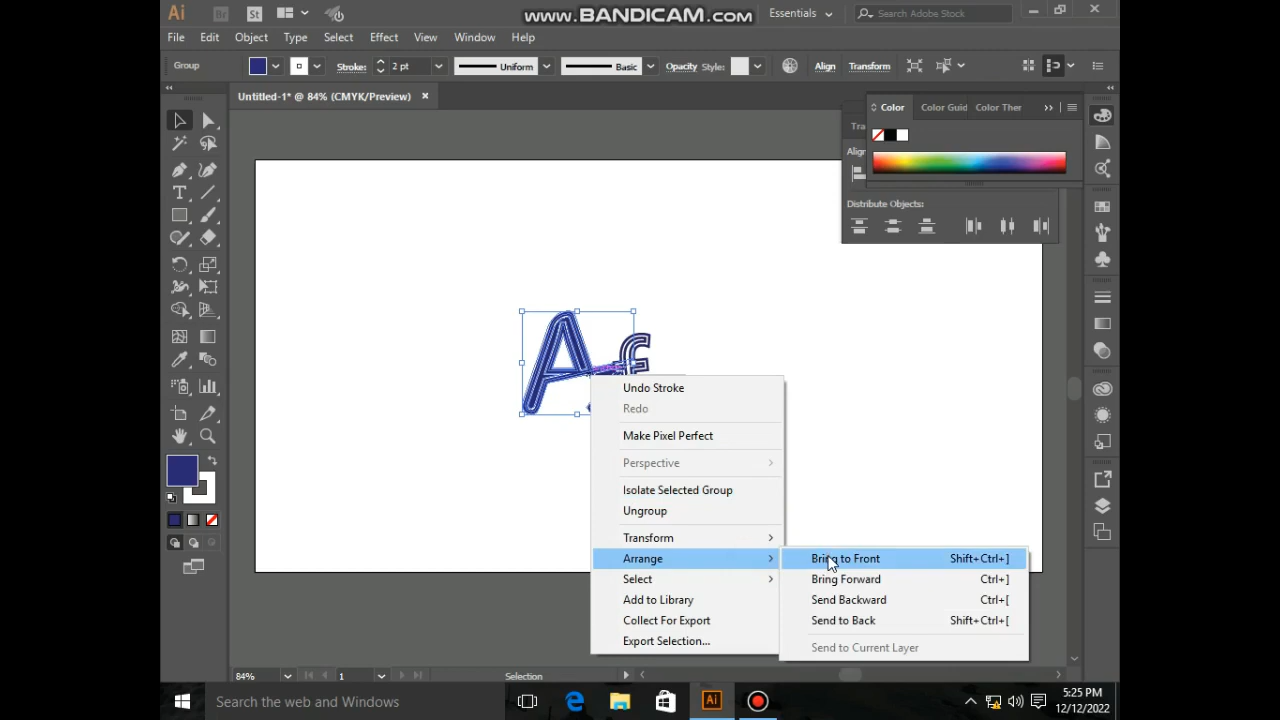 Ai Br St www.BANDICAM.com Essentials Search Adobe Stock
File Edit Object Type Select Effect View Window Help
Group Stroke: 2 pt Uniform Basic Opacity Style: Align Transform
Untitled-1* @ 84% (CMYK/Preview)
Color Color Guid Color Ther
Tra
Align
Distribute Objects:
A f
Undo Stroke
Redo
Make Pixel Perfect
Perspective
Isolate Selected Group
Ungroup
Transform
Arrange
Select
Add to Library
Collect For Export
Export Selection...
Bring to Front Shift+Ctrl+]
Bring Forward Ctrl+]
Send Backward Ctrl+[
Send to Back Shift+Ctrl+[
Send to Current Layer
84% 1 Selection
Search the web and Windows
Ai
5:25 PM
12/12/2022